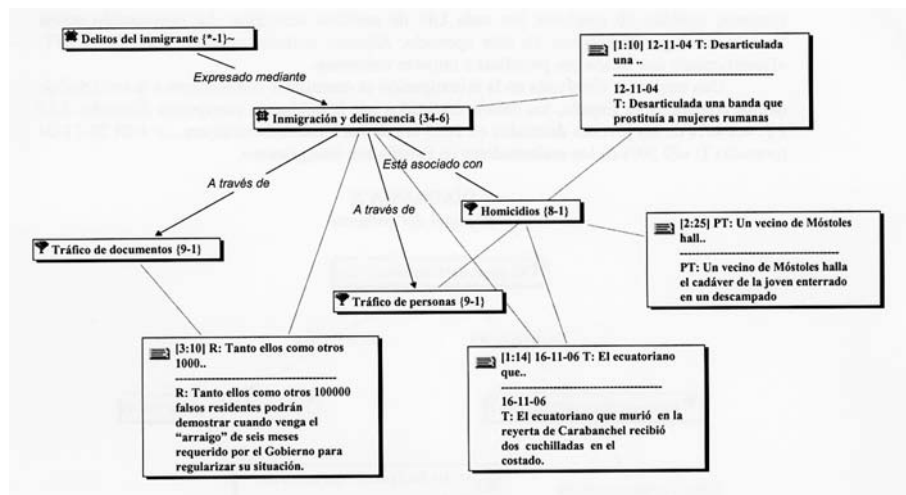 Delitos del inmigrante {*-1}~
[1:10] 12-11-04 T: Desarticulada
una ..
12-11-04
T: Desarticulada una banda que
prostituía a mujeres rumanas
Expresado mediante
Inmigración y delincuencia {34-6}
Está asociado con
A través de
A través de
Homicidios {8-1}
[2:25] PT: Un vecino de Móstoles
hall..
PT: Un vecino de Móstoles halla
el cadáver de la joven enterrado
en un descampado
Tráfico de documentos {9-1}
Tráfico de personas {9-1}
[3:10] R: Tanto ellos como otros
1000..
R: Tanto ellos como otros 100000
falsos residentes podrán
demostrar cuando venga el
“arraigo” de seis meses
requerido por el Gobierno para
regularizar su situación.
[1:14] 16-11-06 T: El ecuatoriano
que..
16-11-06
T: El ecuatoriano que murió en la
reyerta de Carabanchel recibió
dos cuchilladas en el
costado.